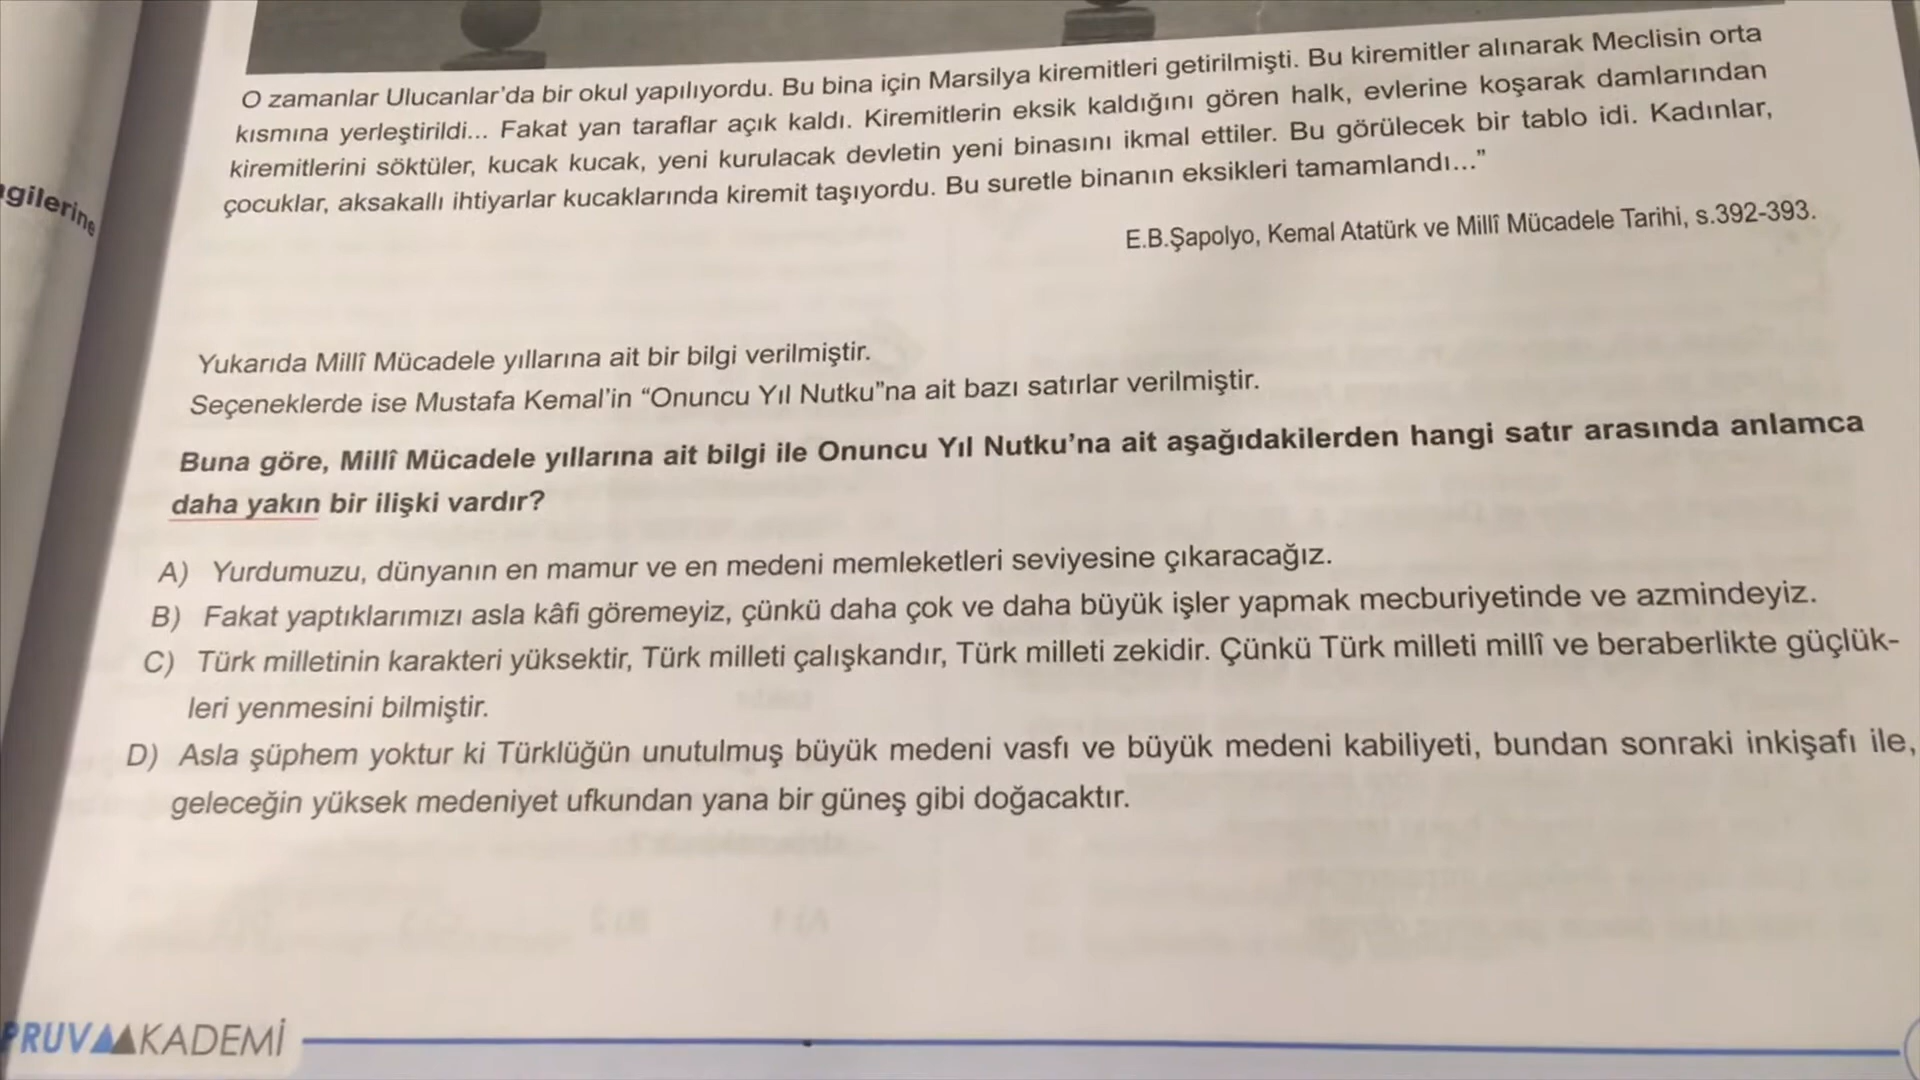 O zamanlar Ulucanlar'da bir okul yapılıyordu. Bu bina için Marsilya kiremitleri getirilmişti. Bu kiremitler alınarak Meclisin orta
kısmına yerleştirildi... Fakat yan taraflar açık kaldı. Kiremitlerin eksik kaldığını gören halk, evlerine koşarak damlarından
kiremitlerini söktüler, kucak kucak, yeni kurulacak devletin yeni binasını ikmal ettiler. Bu görülecek bir tablo idi. Kadınlar,
çocuklar, aksakallı ihtiyarlar kucaklarında kiremit taşıyordu. Bu suretle binanın eksikleri tamamlandı..."
E.B.Şapolyo, Kemal Atatürk ve Millî Mücadele Tarihi, s.392-393.
Yukarıda Millî Mücadele yıllarına ait bir bilgi verilmiştir.
Seçeneklerde ise Mustafa Kemal'in "Onuncu Yıl Nutku"na ait bazı satırlar verilmiştir.
Buna göre, Millî Mücadele yıllarına ait bilgi ile Onuncu Yıl Nutku'na ait aşağıdakilerden hangi satır arasında anlamca
daha yakın bir ilişki vardır?
A) Yurdumuzu, dünyanın en mamur ve en medeni memleketleri seviyesine çıkaracağız.
B) Fakat yaptıklarımızı asla kâfi göremeyiz, çünkü daha çok ve daha büyük işler yapmak mecburiyetinde ve azmindeyiz.
C) Türk milletinin karakteri yüksektir, Türk milleti çalışkandır, Türk milleti zekidir. Çünkü Türk milleti millî ve beraberlikte güçlük-
leri yenmesini bilmiştir.
D) Asla şüphem yoktur ki Türklüğün unutulmuş büyük medeni vasfı ve büyük medeni kabiliyeti, bundan sonraki inkişafı ile,
geleceğin yüksek medeniyet ufkundan yana bir güneş gibi doğacaktır.
PRUVA AKADEMİ